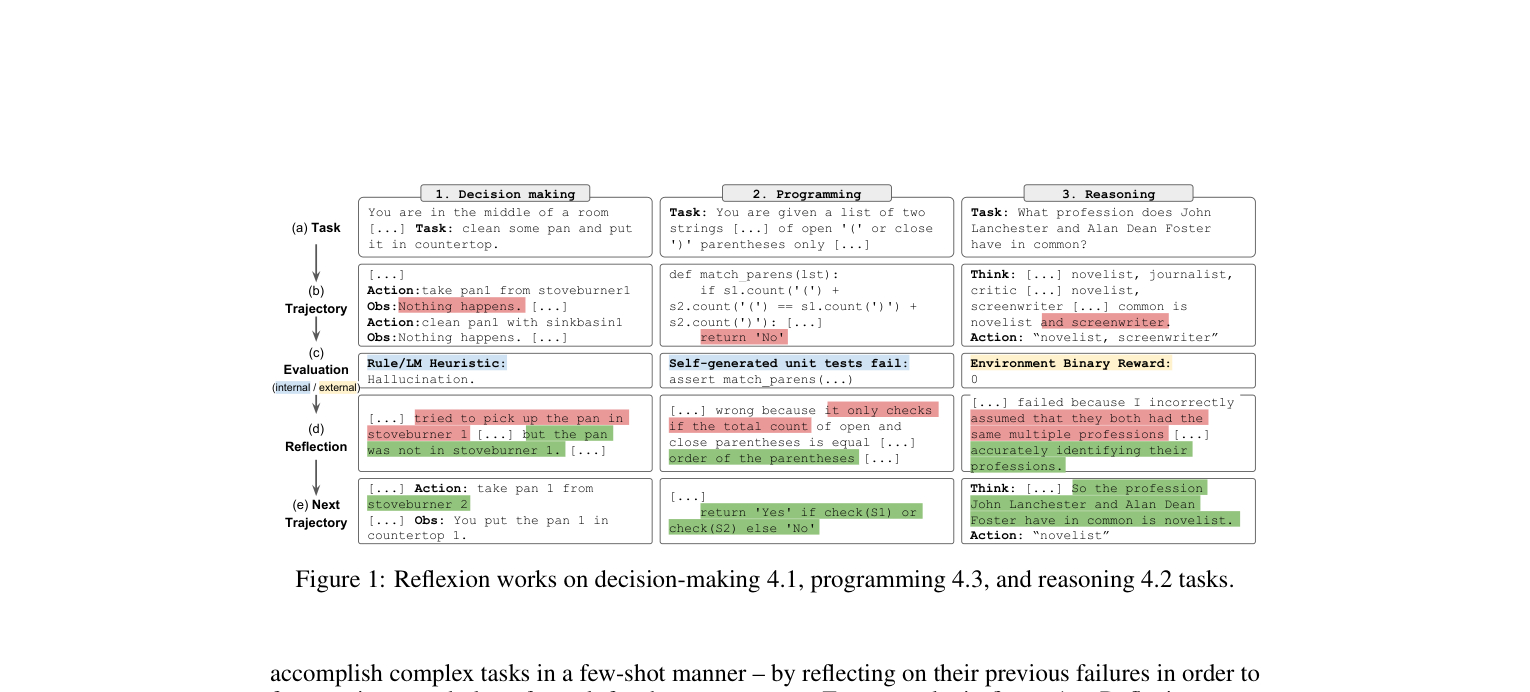 1. Decision making
2. Programming
3. Reasoning
(a) Task
You are in the middle of a room
[...] Task: clean some pan and put
it in countertop.
Task: You are given a list of two
strings [...] of open '(' or close
')' parentheses only [...]
Task: What profession does John
Lanchester and Alan Dean Foster
have in common?
(b)
Trajectory
[...]
Action:take pan1 from stoveburner1
Obs:Nothing happens. [...]
Action:clean pan1 with sinkbasin1
Obs:Nothing happens. [...]
def match_parens(lst):
if s1.count('(') +
s2.count('(') == s1.count(')') +
s2.count(')'): [...]
return 'No'
Think: [...] novelist, journalist,
critic [...] novelist,
screenwriter [...] common is
novelist and screenwriter.
Action: “novelist, screenwriter”
(c)
Evaluation
(internal / external)
Rule/LM Heuristic:
Hallucination.
Self-generated unit tests fail:
assert match_parens(...)
Environment Binary Reward:
0
(d)
Reflection
[...] tried to pick up the pan in
stoveburner 1 [...] but the pan
was not in stoveburner 1. [...]
[...] wrong because it only checks
if the total count of open and
close parentheses is equal [...]
order of the parentheses [...]
[...] failed because I incorrectly
assumed that they both had the
same multiple professions [...]
accurately identifying their
professions.
(e) Next
Trajectory
[...] Action: take pan 1 from
stoveburner 2
[...] Obs: You put the pan 1 in
countertop 1.
[...]
return 'Yes' if check(S1) or
check(S2) else 'No'
Think: [...] So the profession
John Lanchester and Alan Dean
Foster have in common is novelist.
Action: “novelist”
Figure 1: Reflexion works on decision-making 4.1, programming 4.3, and reasoning 4.2 tasks.
accomplish complex tasks in a few-shot manner – by reflecting on their previous failures in order to